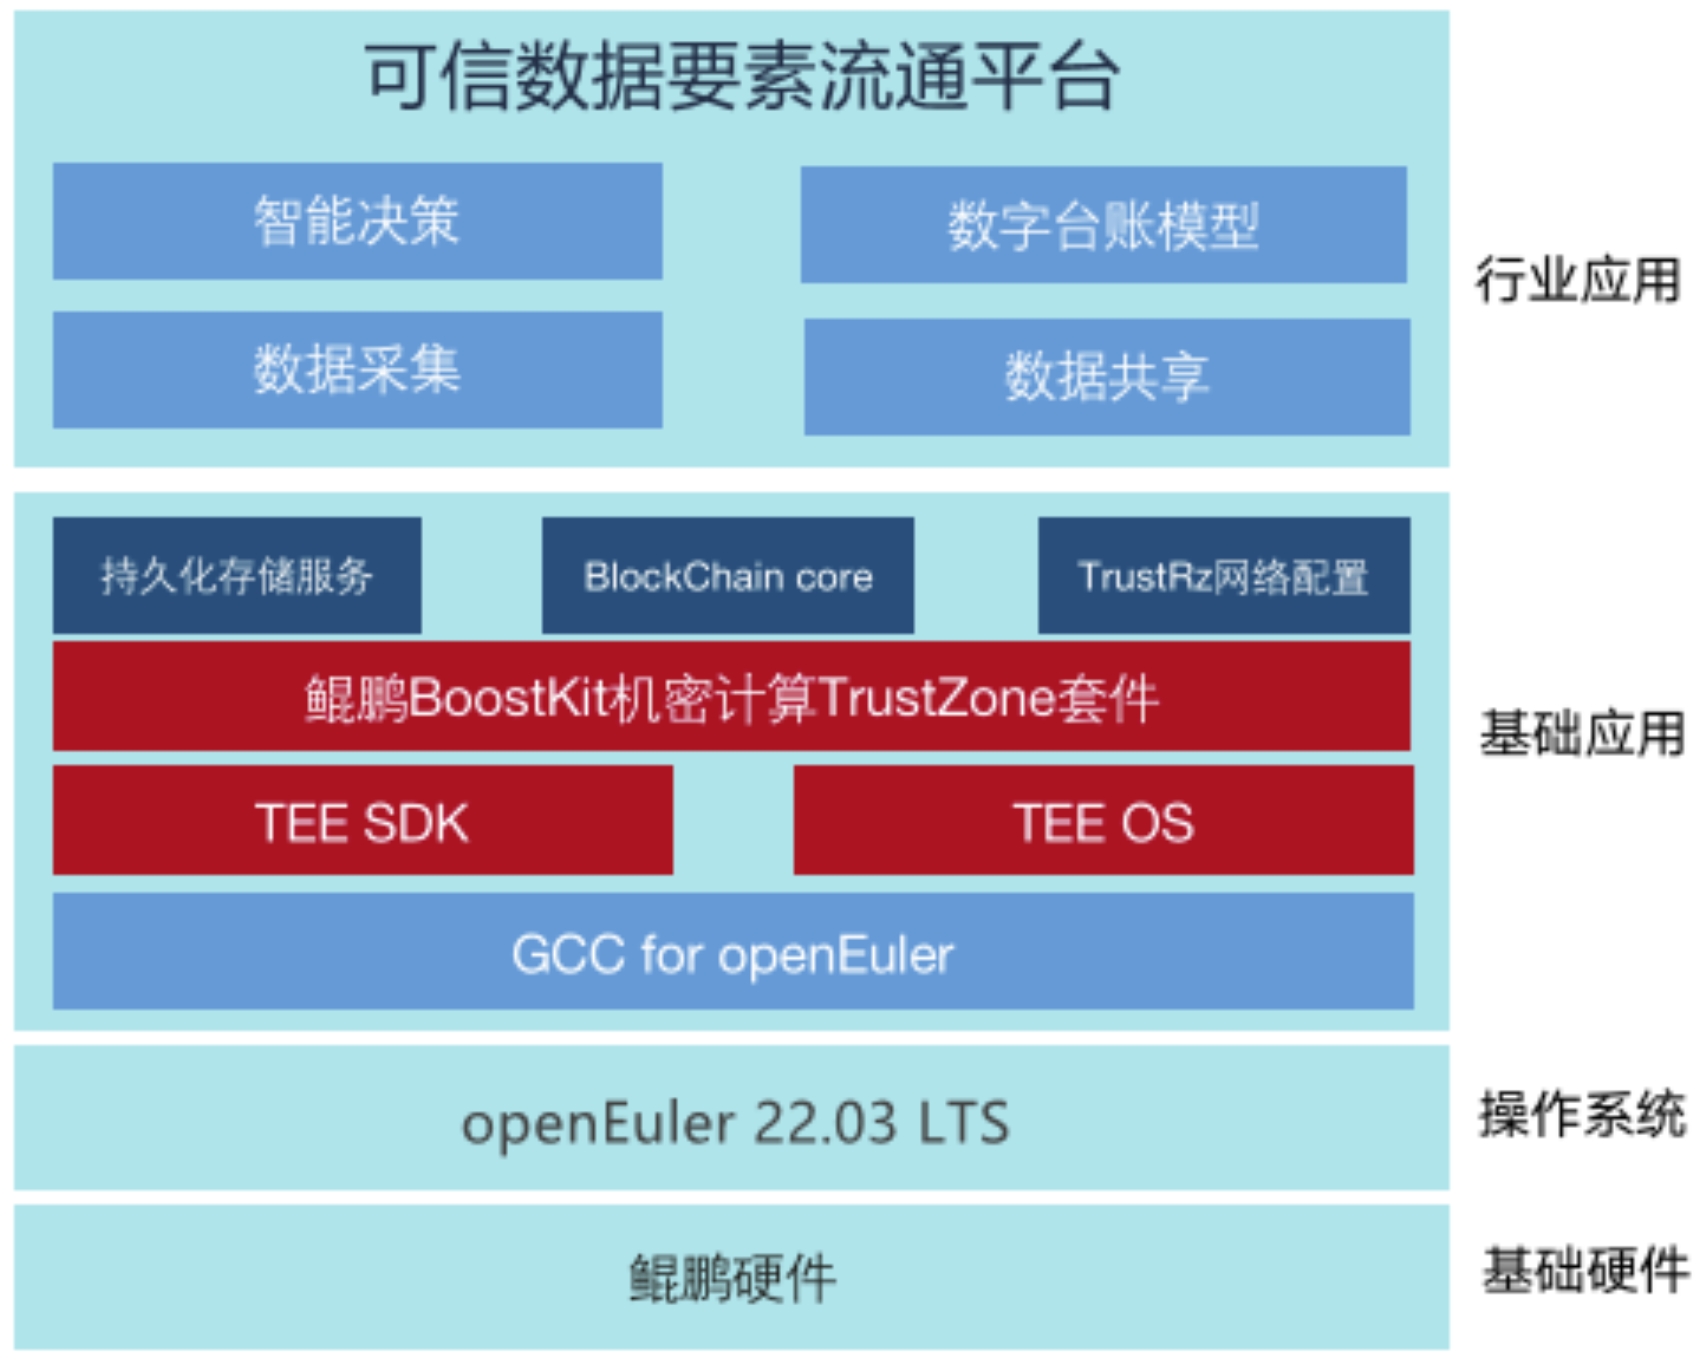 可信数据要素流通平台
智能决策
数字台账模型
数据采集
数据共享
行业应用
持久化存储服务
BlockChain core
TrustRz网络配置
鲲鹏BoostKit机密计算TrustZone套件
TEE SDK
TEE OS
GCC for openEuler
基础应用
openEuler 22.03 LTS
操作系统
鲲鹏硬件
基础硬件